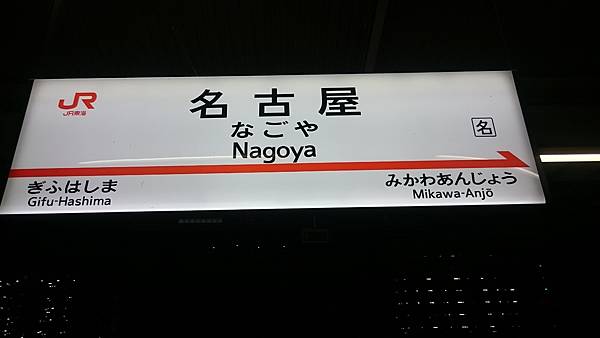 JR
JR東海
名古屋
なごや
Nagoya
名
ぎふはしま
Gifu-Hashima
みかわあんじょう
Mikawa-Anjō